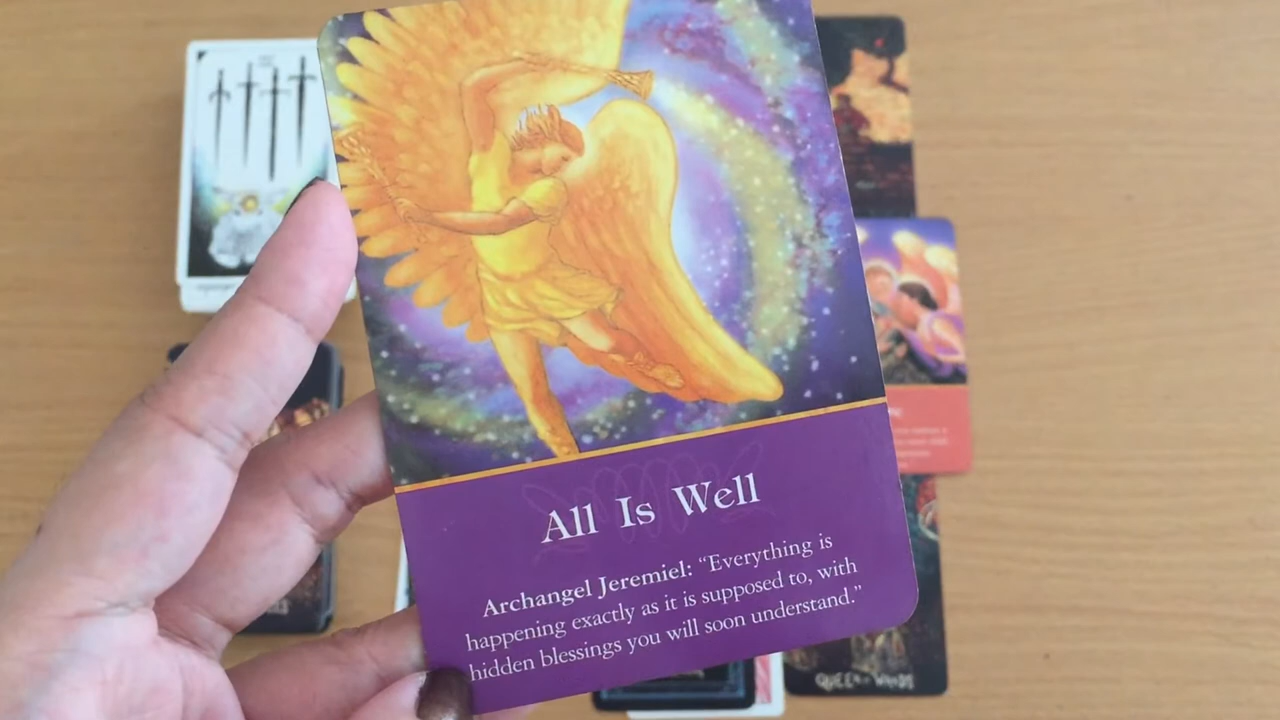 All Is Well
Archangel Jeremiel: “Everything is
happening exactly as it is supposed to, with
hidden blessings you will soon understand.”
QUEEN OF WANDS